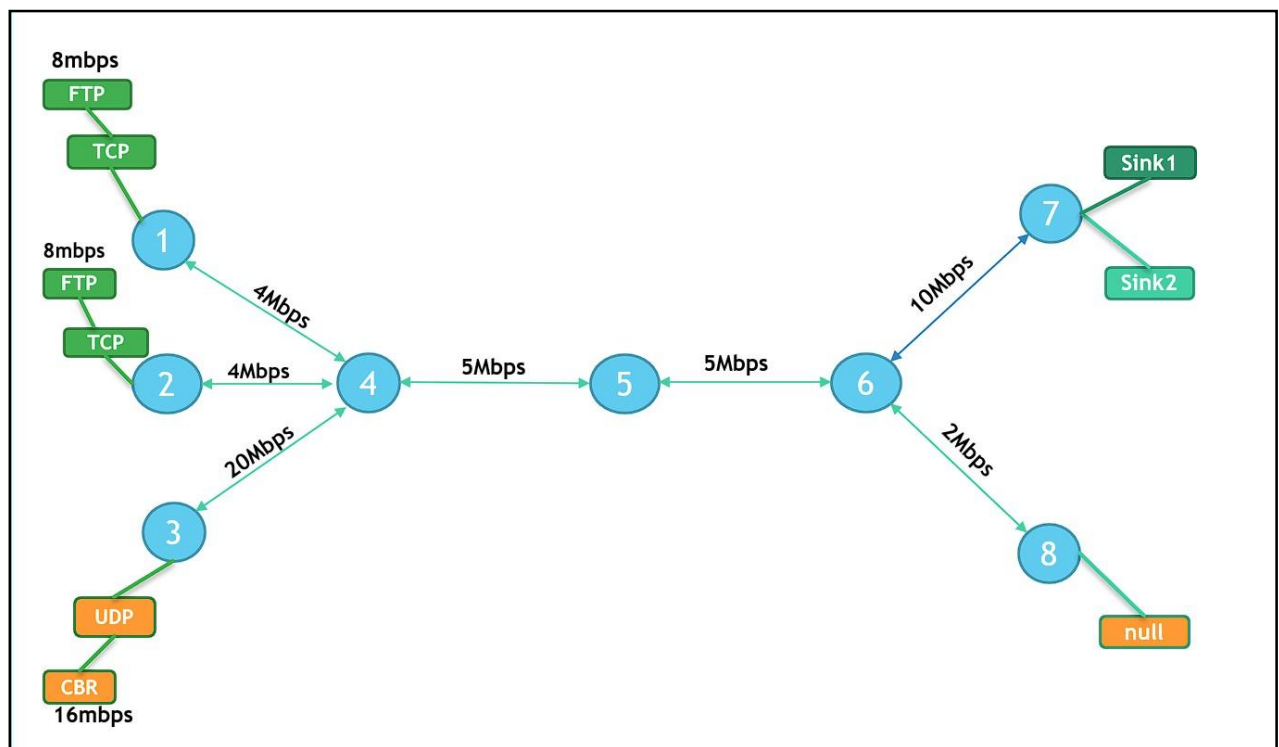 8mbps
FTP
TCP
1
8mbps
FTP
TCP
2
4Mbps
4Mbps
20Mbps
3
UDP
CBR
16mbps
4
5Mbps
5
5Mbps
6
10Mbps
7
Sink1
Sink2
2Mbps
8
null